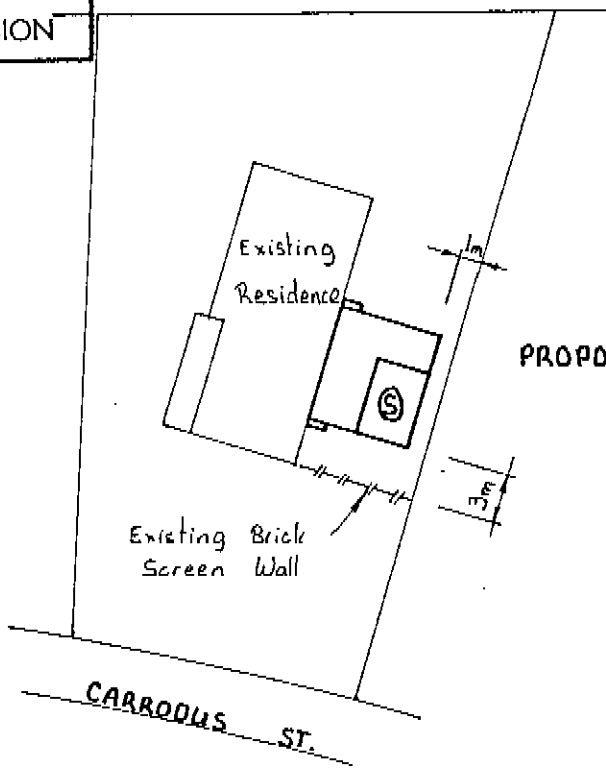 ION
Existing
Residence
1m
PROPO
S
3m
Existing Brick
Screen Wall
CARRODUS ST.